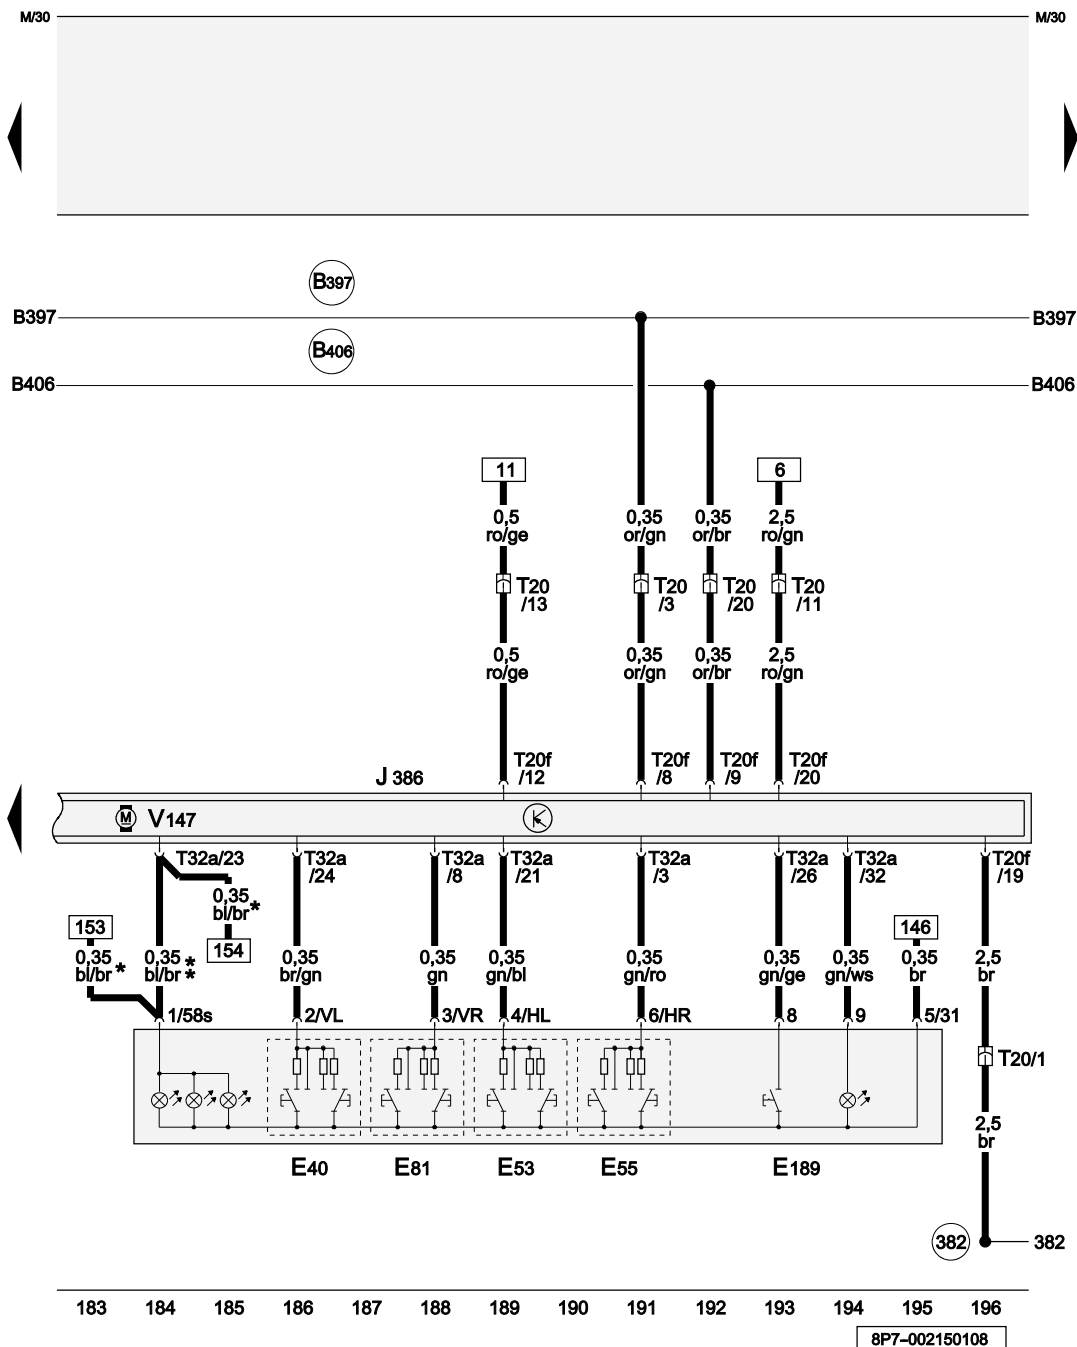 M/30 M/30
B397
B397 B397
B406
B406 B406
11 6
0,5 0,35 0,35 2,5
ro/ge or/gn or/br ro/gn
T20 T20 T20 T20
/13 /3 /20 /11
0,5 0,35 0,35 2,5
ro/ge or/gn or/br ro/gn
T20f T20f T20f T20f
J 386 /12 /8 /9 /20
M V147
T32a/23 T32a T32a T32a T32a T32a T32a T20f
/24 /8 /21 /3 /26 /32 /19
0,35
bl/br*
153 154 146
0,35 0,35 0,35 0,35 0,35 0,35 0,35 0,35 0,35 2,5
bl/br* bl/br** br/gn gn gn/bl gn/ro gn/ge gn/ws br br
1/58s 2/VL 3/VR 4/HL 6/HR 8 9 5/31
T20/1
2,5
br
E40 E81 E53 E55 E189
382 382
183 184 185 186 187 188 189 190 191 192 193 194 195 196
8P7-002150108